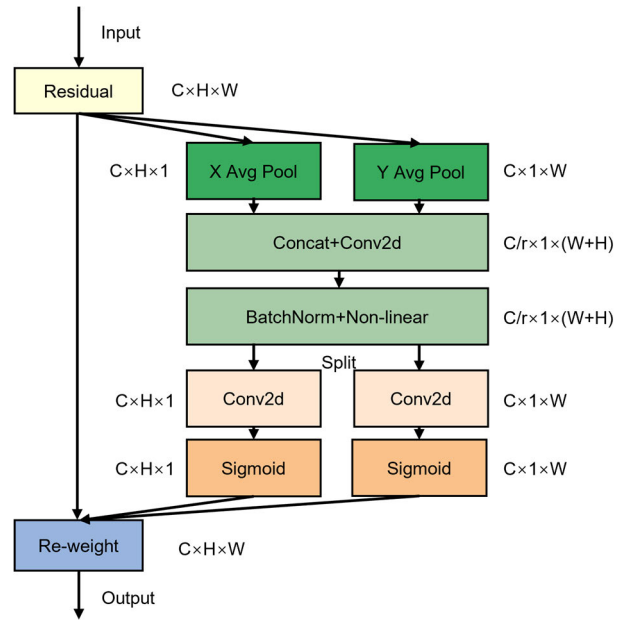 Input
Residual
C×H×W
C×H×1
X Avg Pool
Y Avg Pool
C×1×W
Concat+Conv2d
C/r×1×(W+H)
BatchNorm+Non-linear
C/r×1×(W+H)
Split
C×H×1
Conv2d
Conv2d
C×1×W
C×H×1
Sigmoid
Sigmoid
C×1×W
Re-weight
C×H×W
Output